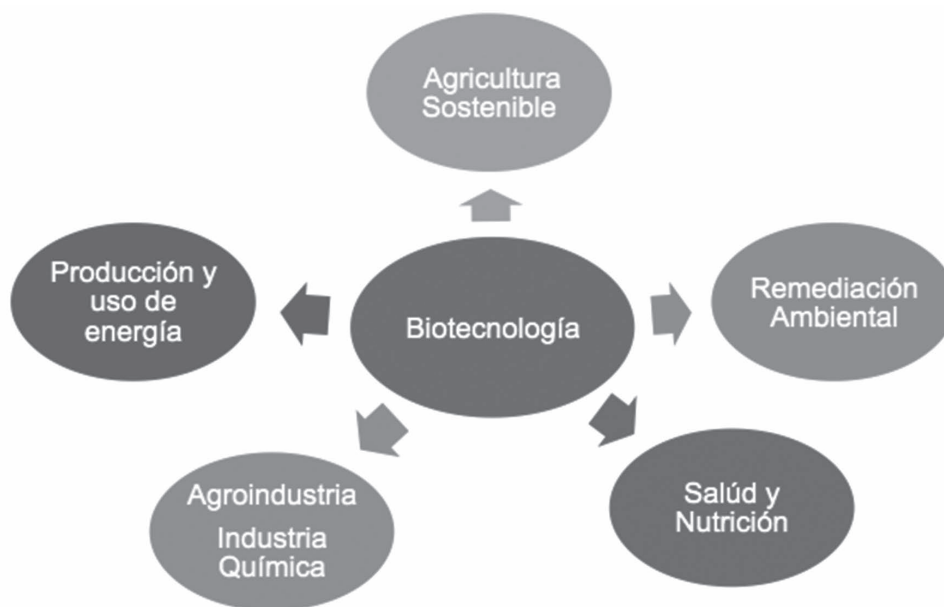 Agricultura
Sostenible
Producción y
uso de
energía
Biotecnología
Remediación
Ambiental
Agroindustria
Industria
Química
Salúd y
Nutrición